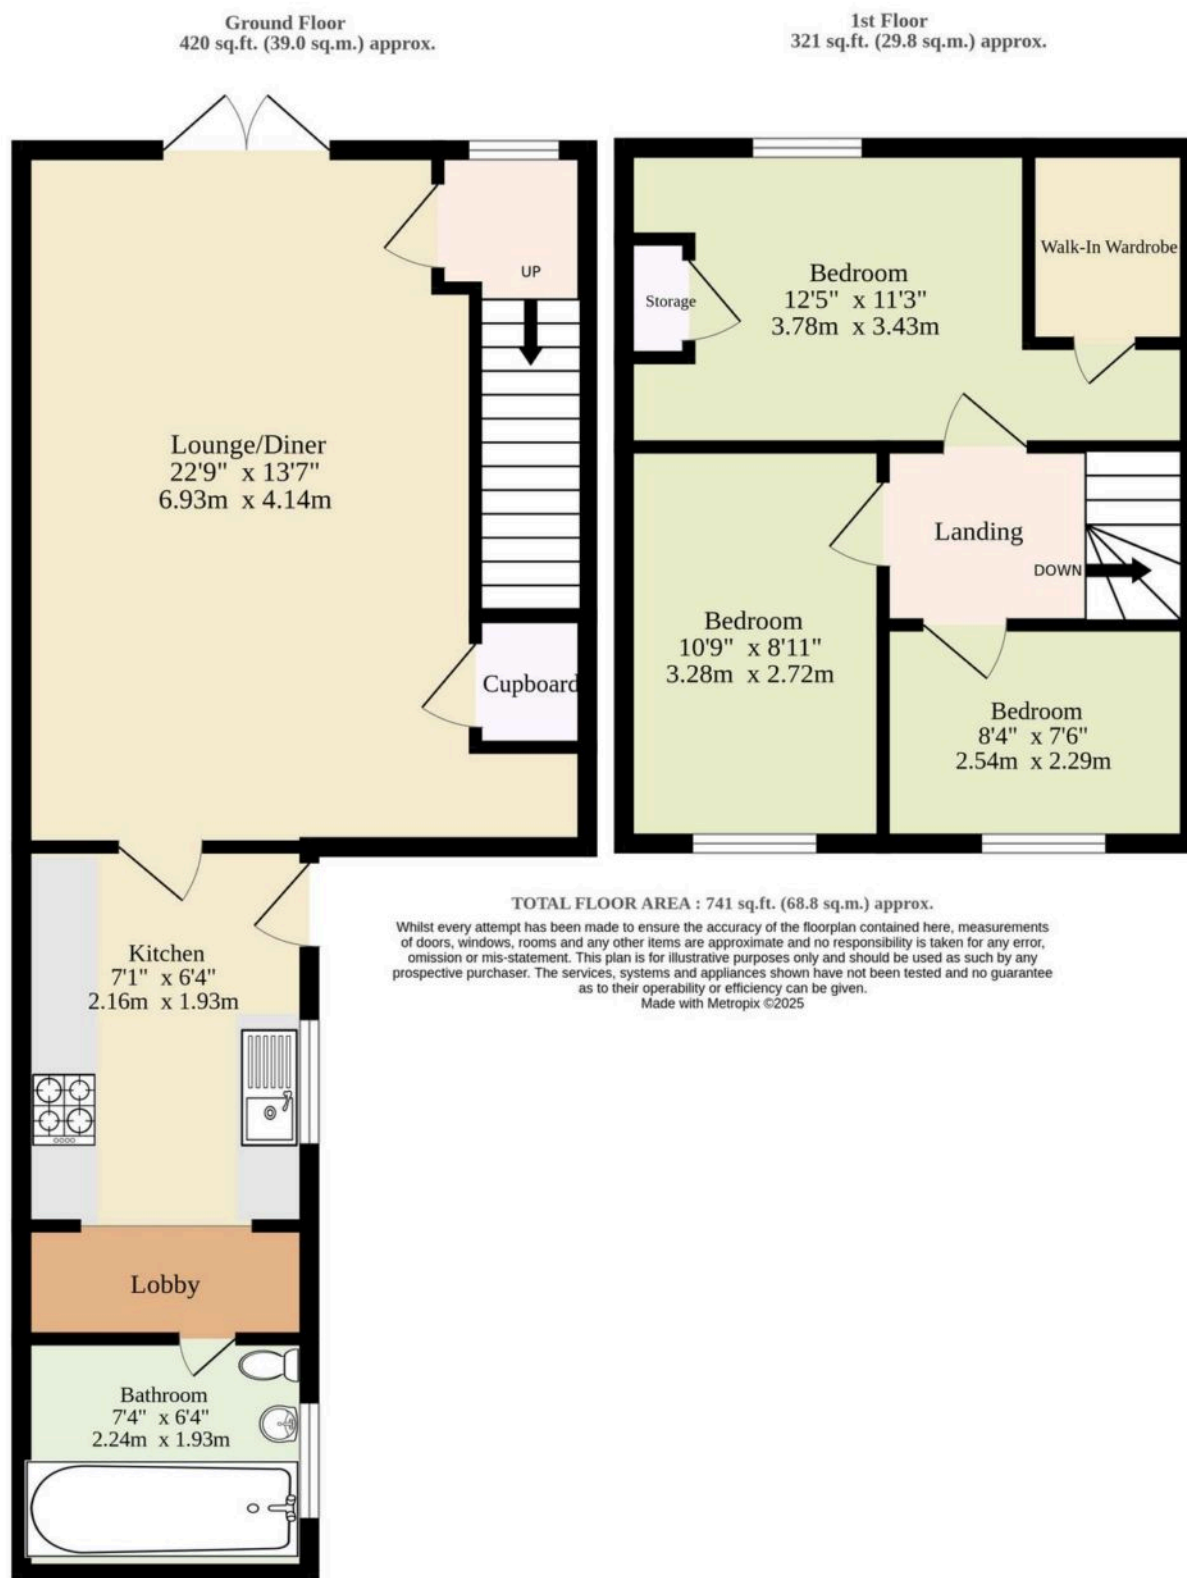 Ground Floor
420 sq.ft. (39.0 sq.m.) approx.
1st Floor
321 sq.ft. (29.8 sq.m.) approx.
UP
Lounge/Diner
22'9" x 13'7"
6.93m x 4.14m
Cupboard
Kitchen
7'1" x 6'4"
2.16m x 1.93m
Lobby
Bathroom
7'4" x 6'4"
2.24m x 1.93m
Walk-In Wardrobe
Storage
Bedroom
12'5" x 11'3"
3.78m x 3.43m
Landing
DOWN
Bedroom
10'9" x 8'11"
3.28m x 2.72m
Bedroom
8'4" x 7'6"
2.54m x 2.29m
TOTAL FLOOR AREA : 741 sq.ft. (68.8 sq.m.) approx.
Whilst every attempt has been made to ensure the accuracy of the floorplan contained here, measurements
of doors, windows, rooms and any other items are approximate and no responsibility is taken for any error,
omission or mis-statement. This plan is for illustrative purposes only and should be used as such by any
prospective purchaser. The services, systems and appliances shown have not been tested and no guarantee
as to their operability or efficiency can be given.
Made with Metropix ©2025